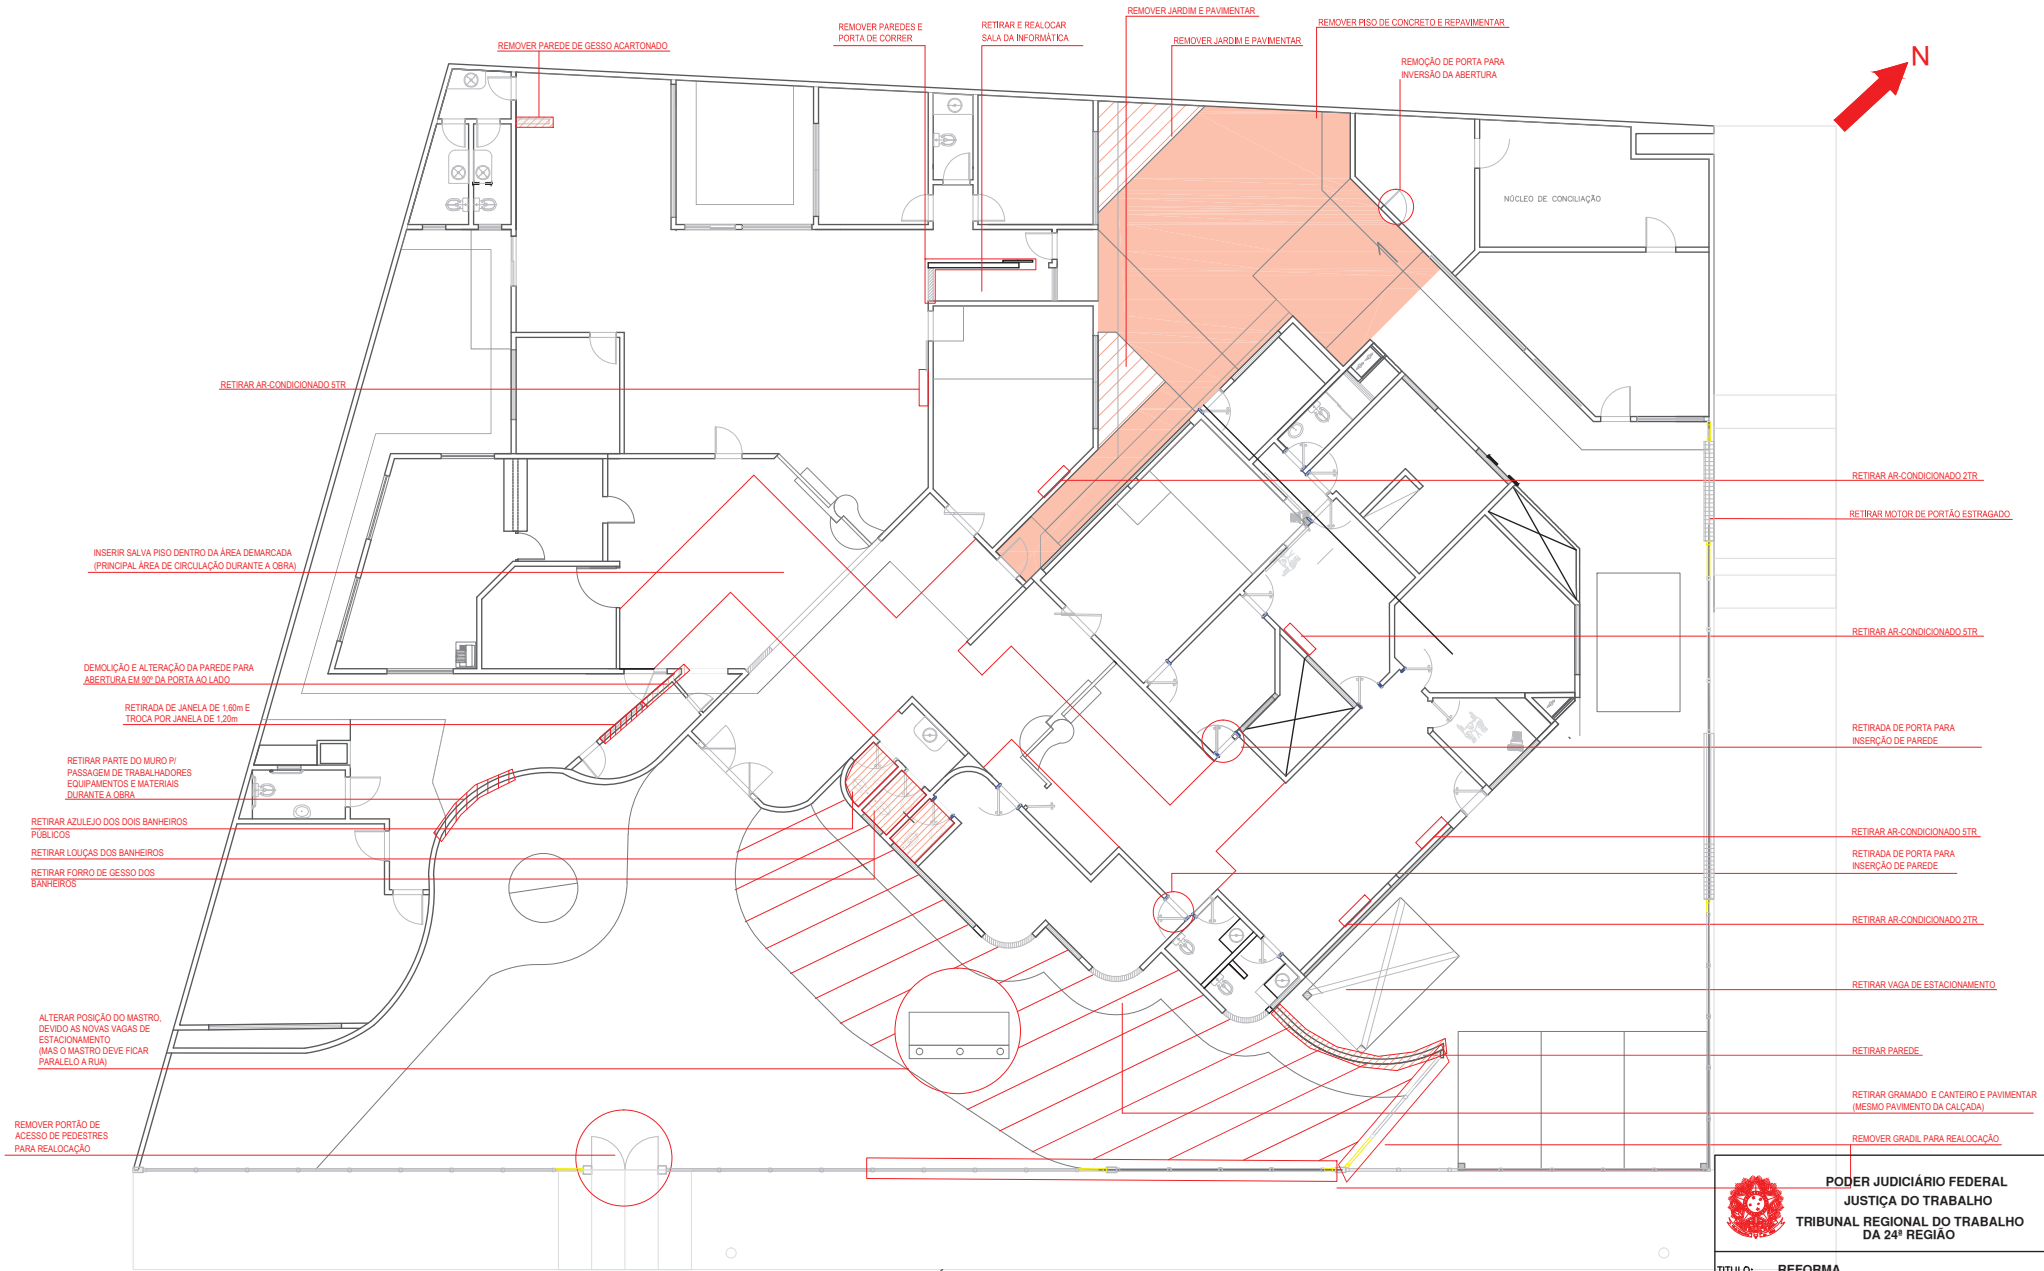 REMOVER JARDIM E PAVIMENTAR
REMOVER PISO DE CONCRETO E REPAVIMENTAR
REMOVER PAREDES E
PORTA DE CORRER
RETIRAR E REALOCAR
SALA DA INFORMÁTICA
REMOVER PAREDE DE GESSO ACARTONADO
REMOVER JARDIM E PAVIMENTAR
REMOÇÃO DE PORTA PARA
INVERSÃO DA ABERTURA
N
NÚCLEO DE CONCILIAÇÃO
RETIRAR AR-CONDICIONADO 5TR
RETIRAR AR-CONDICIONADO 2TR
RETIRAR MOTOR DE PORTÃO ESTRAGADO
INSERIR SALVA PISO DENTRO DA ÁREA DEMARCADA
(PRINCIPAL ÁREA DE CIRCULAÇÃO DURANTE A OBRA)
RETIRAR AR-CONDICIONADO 5TR
DEMOLIÇÃO E ALTERAÇÃO DA PAREDE PARA
ABERTURA EM 90º DA PORTA AO LADO
RETIRADA DE JANELA DE 1,60m E
TROCA POR JANELA DE 1,20m
RETIRADA DE PORTA PARA
INSERÇÃO DE PAREDE
RETIRAR PARTE DO MURO P/
PASSAGEM DE TRABALHADORES
EQUIPAMENTOS E MATERIAIS
DURANTE A OBRA
RETIRAR AZULEJO DOS DOIS BANHEIROS
PÚBLICOS
RETIRAR AR-CONDICIONADO 5TR
RETIRAR LOUÇAS DOS BANHEIROS
RETIRADA DE PORTA PARA
INSERÇÃO DE PAREDE
RETIRAR FORRO DE GESSO DOS
BANHEIROS
RETIRAR AR-CONDICIONADO 2TR
RETIRAR VAGA DE ESTACIONAMENTO
ALTERAR POSIÇÃO DO MASTRO,
DEVIDO AS NOVAS VAGAS DE
ESTACIONAMENTO
(MAS O MASTRO DEVE FICAR
PARALELO A RUA)
RETIRAR PAREDE
RETIRAR GRAMADO E CANTEIRO E PAVIMENTAR
(MESMO PAVIMENTO DA CALÇADA)
REMOVER PORTÃO DE
ACESSO DE PEDESTRES
PARA REALOCAÇÃO
REMOVER GRADIL PARA REALOCAÇÃO
PODER JUDICIÁRIO FEDERAL
JUSTIÇA DO TRABALHO
TRIBUNAL REGIONAL DO TRABALHO
DA 24ª REGIÃO
TITULO: REFORMA